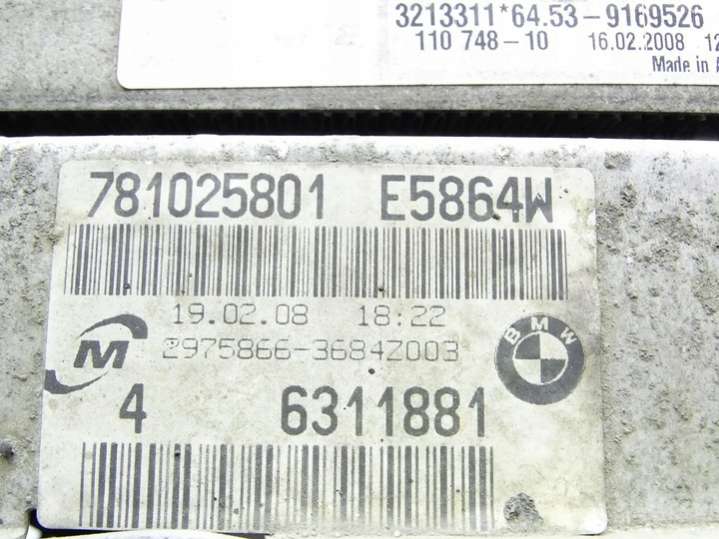 3213311*64.53-9169526
110 748-10 16.02.2008 12
Made in A
781025801 E5864W
19.02.08 18:22
2975866-3684Z003
M
BMW
4 6311881